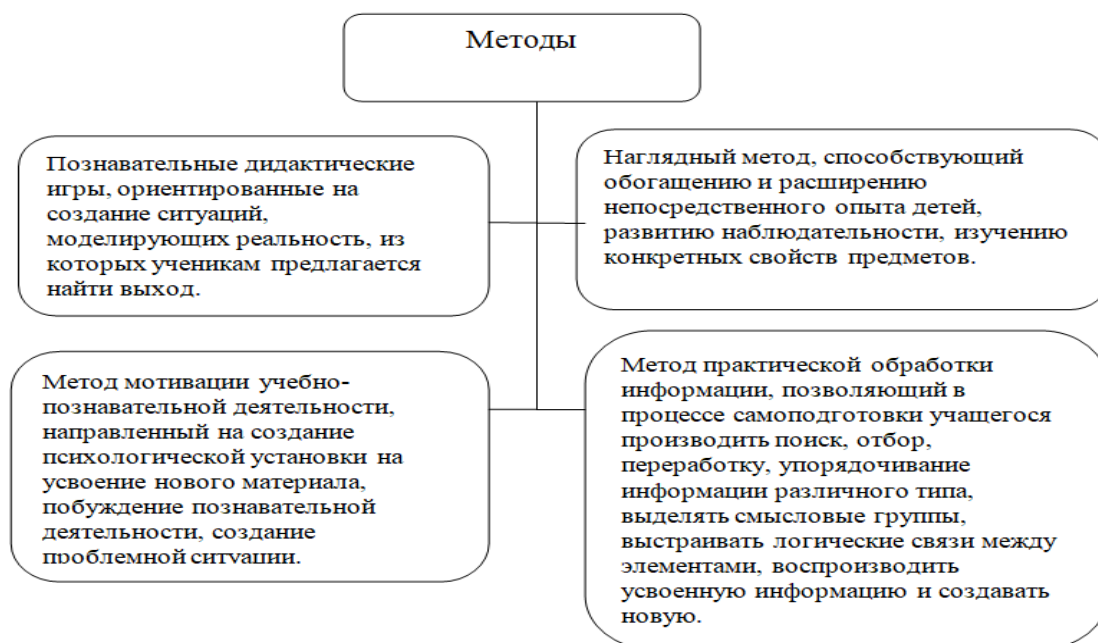 Методы
Познавательные дидактические
игры, ориентированные на
создание ситуаций,
моделирующих реальность, из
которых ученикам предлагается
найти выход.
Наглядный метод, способствующий
обогащению и расширению
непосредственного опыта детей,
развитию наблюдательности, изучению
конкретных свойств предметов.
Метод мотивации учебно-
познавательной деятельности,
направленный на создание
психологической установки на
усвоение нового материала,
побуждение познавательной
деятельности, создание
проблемной ситуации.
Метод практической обработки
информации, позволяющий в
процессе самоподготовки учащегося
производить поиск, отбор,
переработку, упорядочивание
информации различного типа,
выделять смысловые группы,
выстраивать логические связи между
элементами, воспроизводить
усвоенную информацию и создавать
новую.